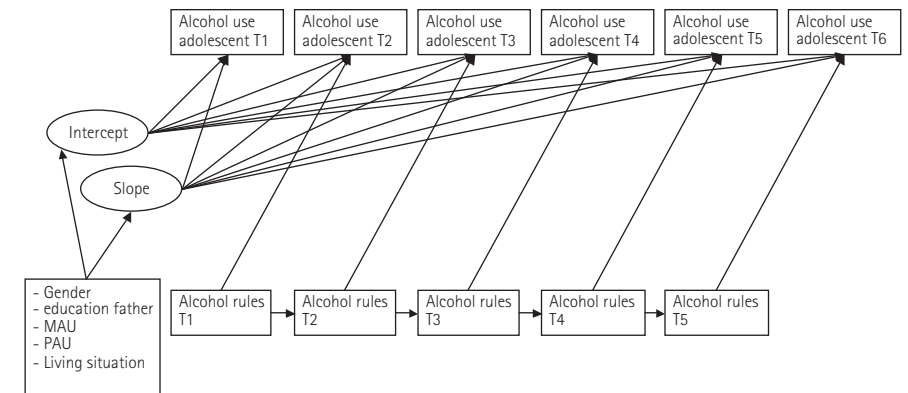 Alcohol use
adolescent T1
Alcohol use
adolescent T2
Alcohol use
adolescent T3
Alcohol use
adolescent T4
Alcohol use
adolescent T5
Alcohol use
adolescent T6
Intercept
Slope
- Gender
- education father
- MAU
- PAU
- Living situation
Alcohol rules
T1
Alcohol rules
T2
Alcohol rules
T3
Alcohol rules
T4
Alcohol rules
T5